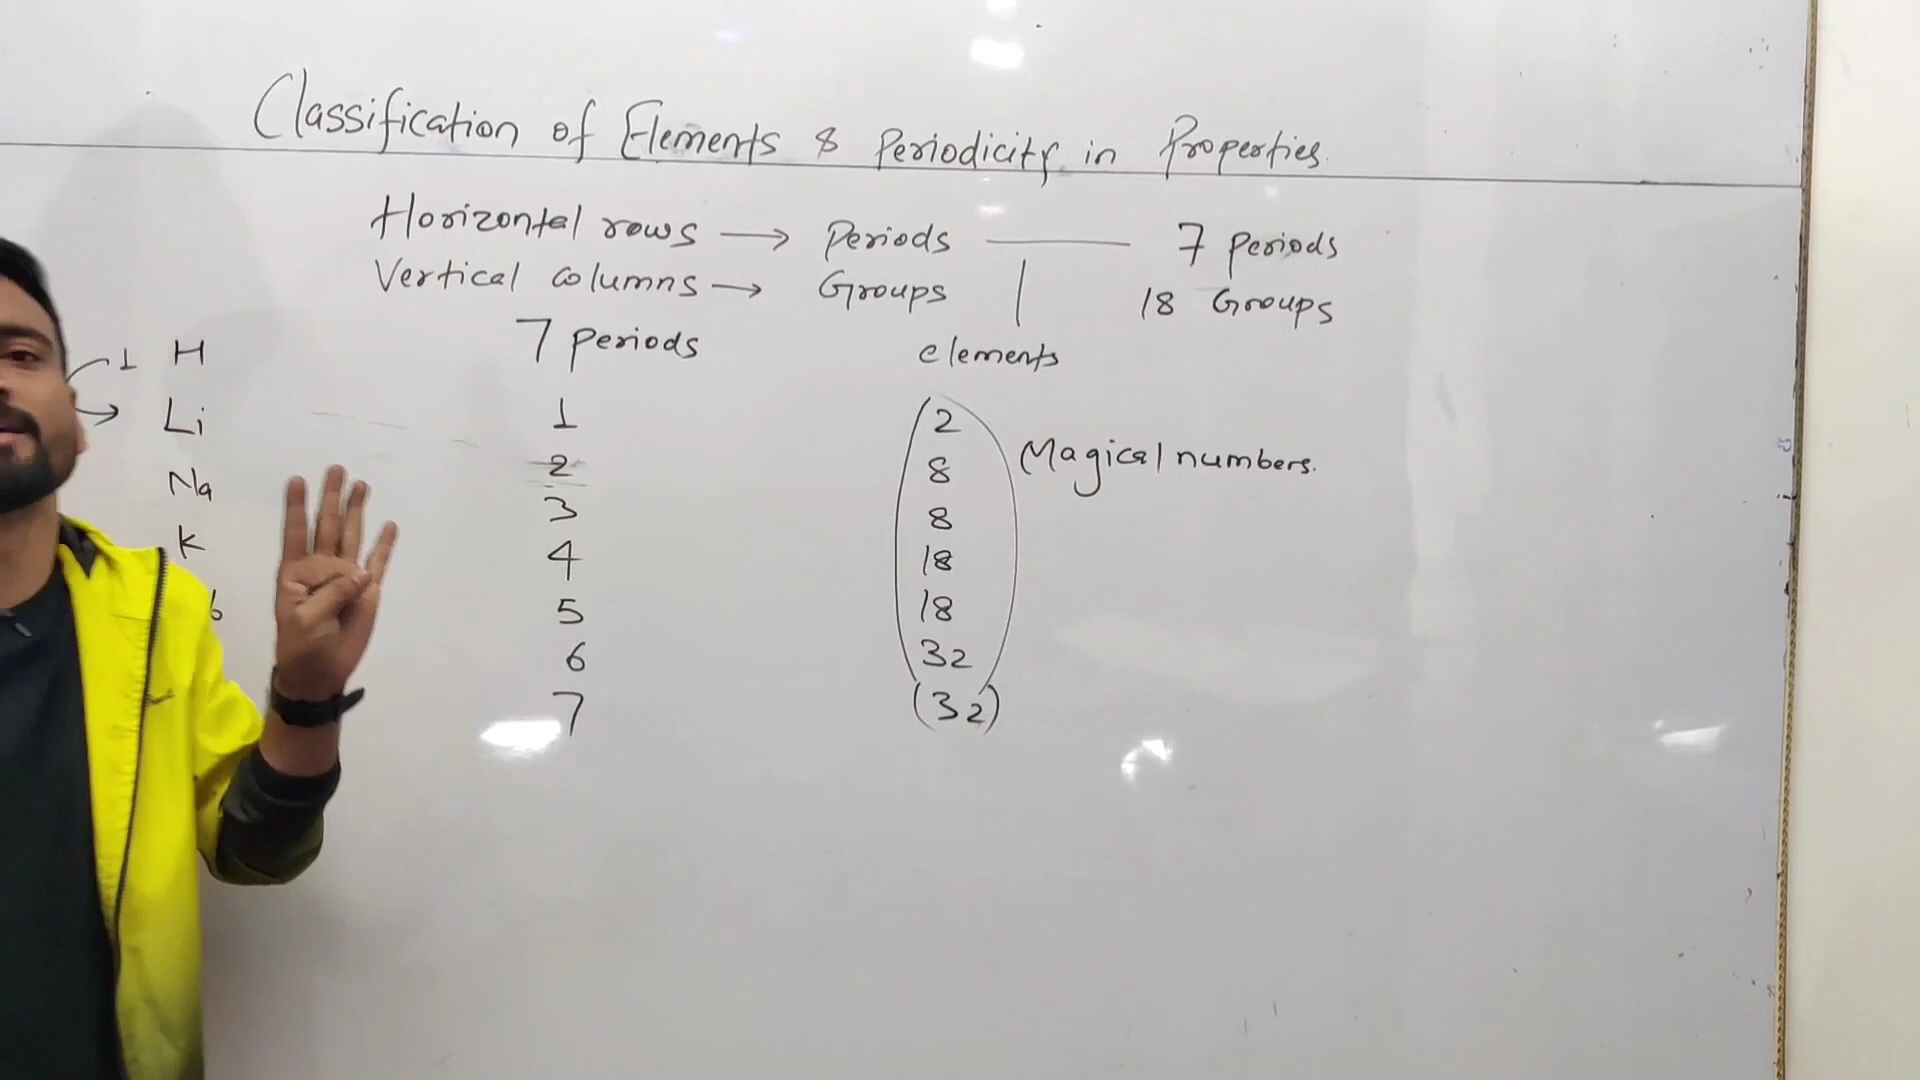 Classification of Elements & Periodicity in Properties.
Horizontal rows → Periods — 7 periods
Vertical columns → Groups | 18 Groups
7 periods elements
1 H
Li
Na
K
b
1 2
2 8 Magical numbers.
3 8
4 18
5 18
6 32
7 (32)